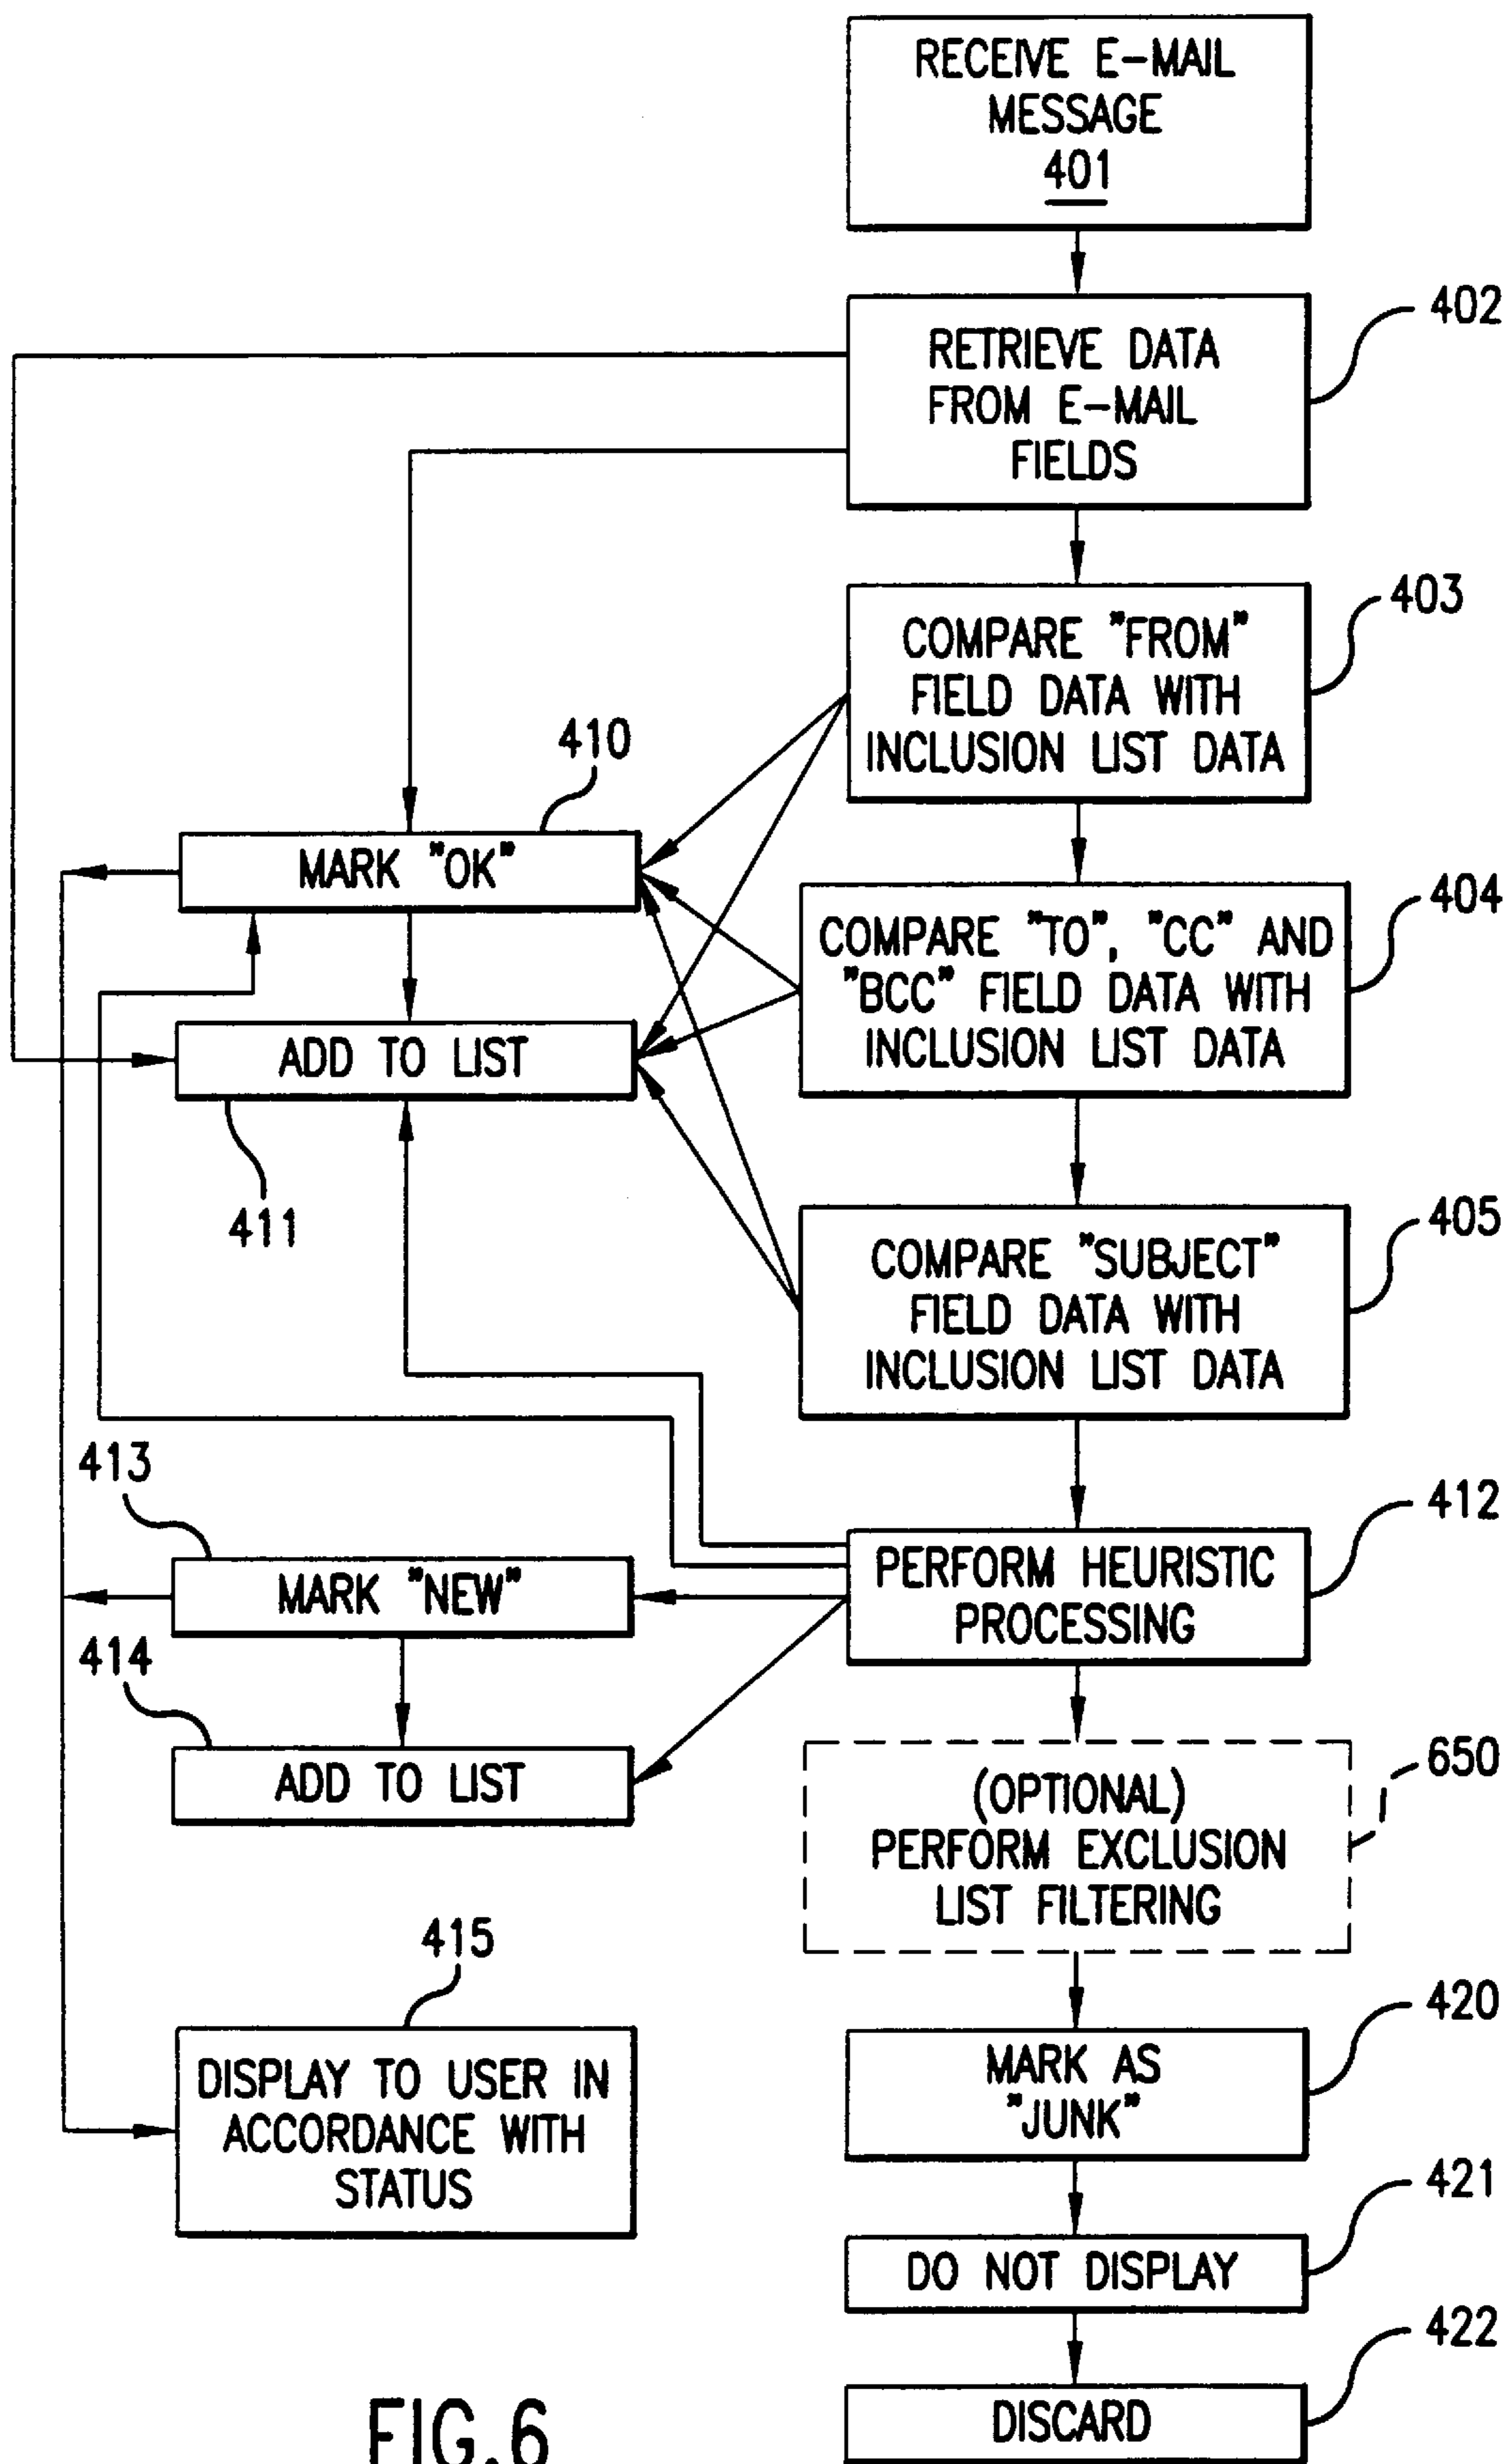 RECEIVE E-MAIL
MESSAGE
401
402
RETRIEVE DATA
FROM E-MAIL
FIELDS
403
COMPARE "FROM"
FIELD DATA WITH
INCLUSION LIST DATA
410
MARK "OK"
404
COMPARE "TO", "CC" AND
"BCC" FIELD DATA WITH
INCLUSION LIST DATA
ADD TO LIST
411
405
COMPARE "SUBJECT"
FIELD DATA WITH
INCLUSION LIST DATA
413
412
MARK "NEW"
PERFORM HEURISTIC
PROCESSING
414
ADD TO LIST
650
(OPTIONAL)
PERFORM EXCLUSION
LIST FILTERING
415
DISPLAY TO USER IN
ACCORDANCE WITH
STATUS
420
MARK AS
"JUNK"
421
DO NOT DISPLAY
422
DISCARD
FIG.6